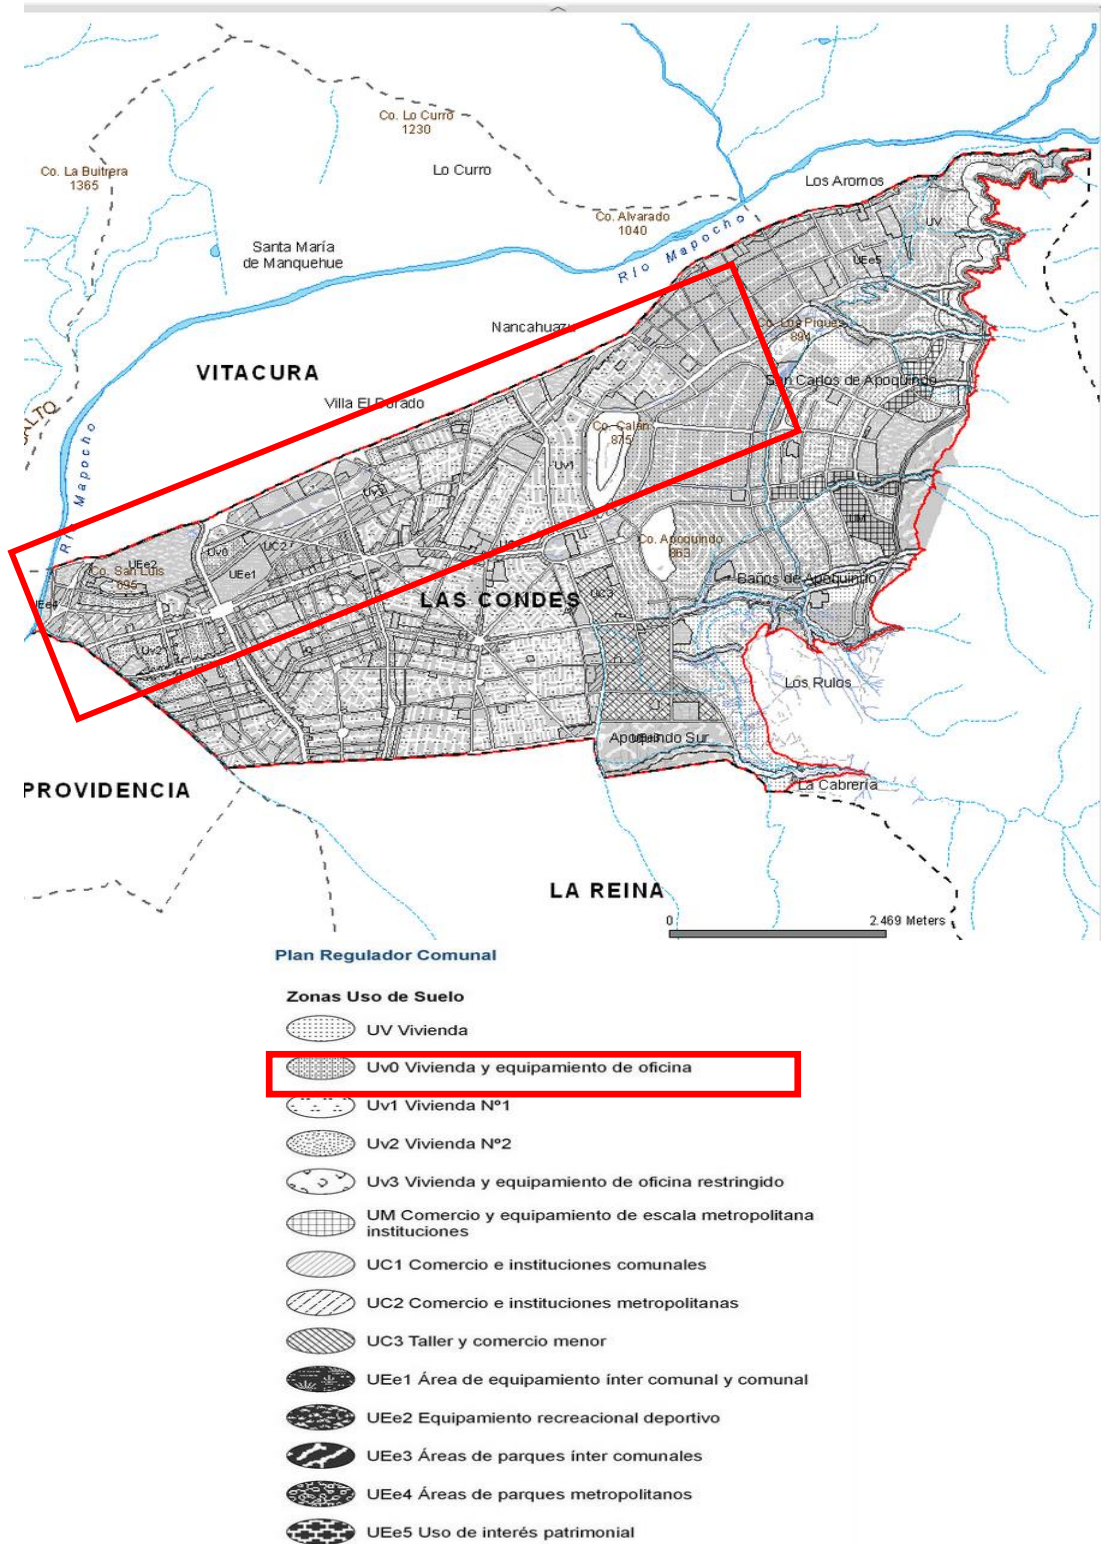 Co. Lo Curro
1230
Co. La Buitrera
1365
Lo Curro
Los Aromos
Co. Alvarado
1040
UV
Santa María
de Manquehue
Río Mapocho
UEe5
Nancahuazu
Co. Los Piques
894
VITACURA
San Carlos de Apoquindo
Villa El Dorado
ALTO
Co. Calán
875
Río Mapocho
Uv1
UM
Uv0
UC2
Co. Apoquindo
863
UEe2
Co. San Luis
695
UEe1
Baños de Apoquindo
UEe4
LAS CONDES
UC3
Uv2
Los Rulos
Apoquindo Sur
PROVIDENCIA
La Cabrería
LA REINA
0
2.469 Meters
Plan Regulador Comunal
Zonas Uso de Suelo
UV Vivienda
Uv0 Vivienda y equipamiento de oficina
Uv1 Vivienda Nº1
Uv2 Vivienda Nº2
Uv3 Vivienda y equipamiento de oficina restringido
UM Comercio y equipamiento de escala metropolitana
instituciones
UC1 Comercio e instituciones comunales
UC2 Comercio e instituciones metropolitanas
UC3 Taller y comercio menor
UEe1 Área de equipamiento ínter comunal y comunal
UEe2 Equipamiento recreacional deportivo
UEe3 Áreas de parques ínter comunales
UEe4 Áreas de parques metropolitanos
UEe5 Uso de interés patrimonial